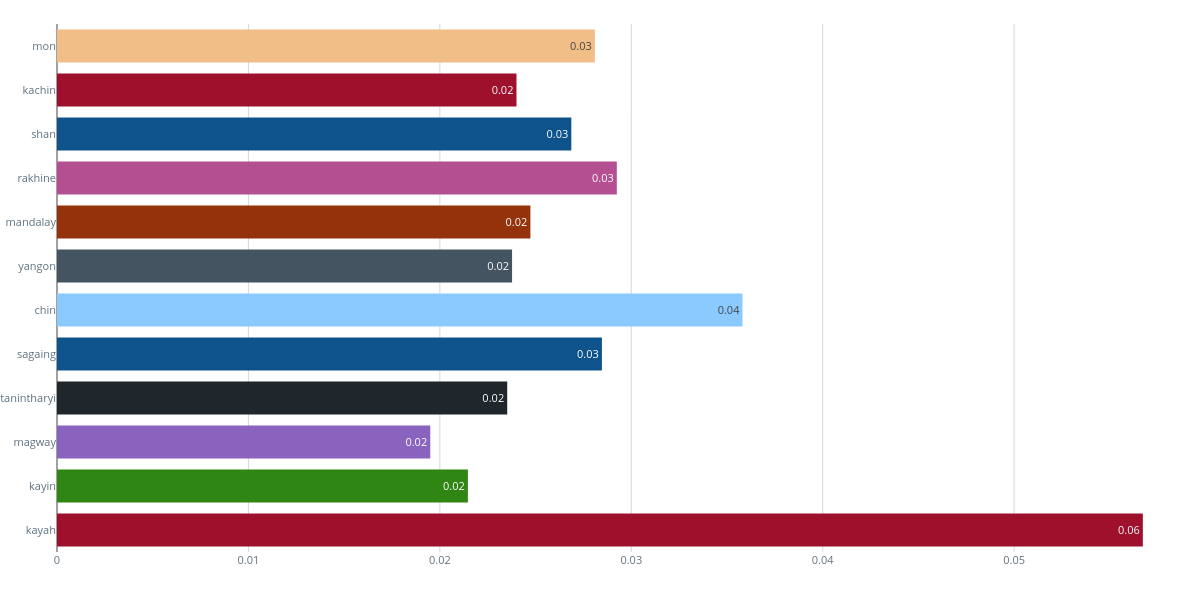 mon 0.03
kachin 0.02
shan 0.03
rakhine 0.03
mandalay 0.02
yangon 0.02
chin 0.04
sagaing 0.03
tanintharyi 0.02
magway 0.02
kayin 0.02
kayah 0.06
0 0.01 0.02 0.03 0.04 0.05